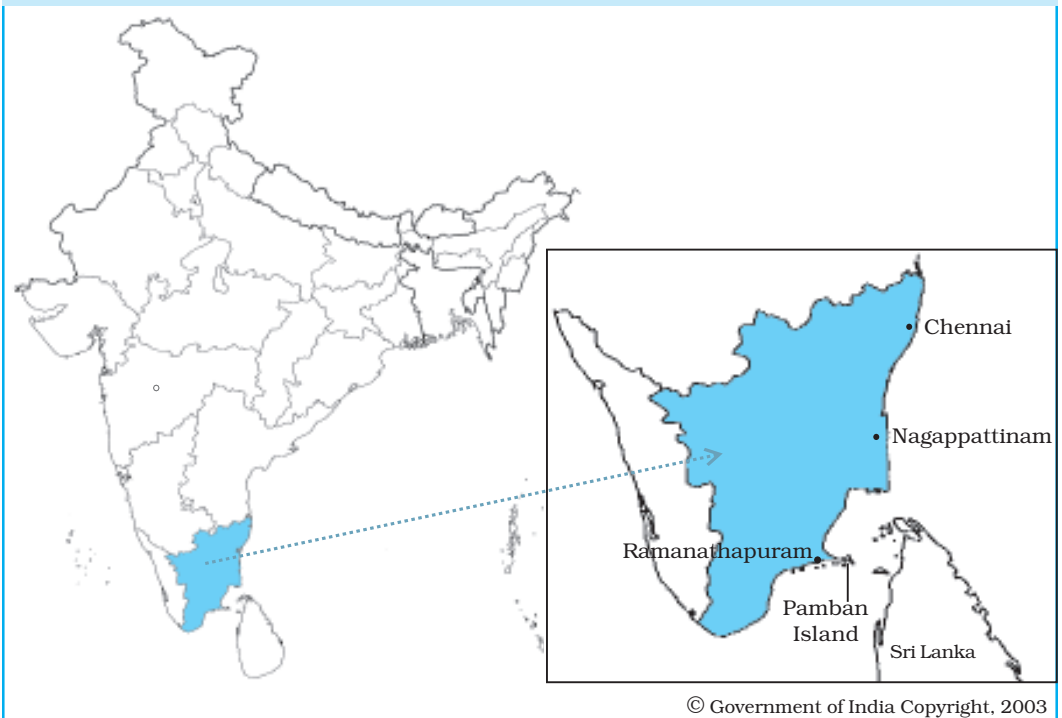 Chennai
Nagappattinam
Ramanathapuram
Pamban
Island
Sri Lanka
© Government of India Copyright, 2003